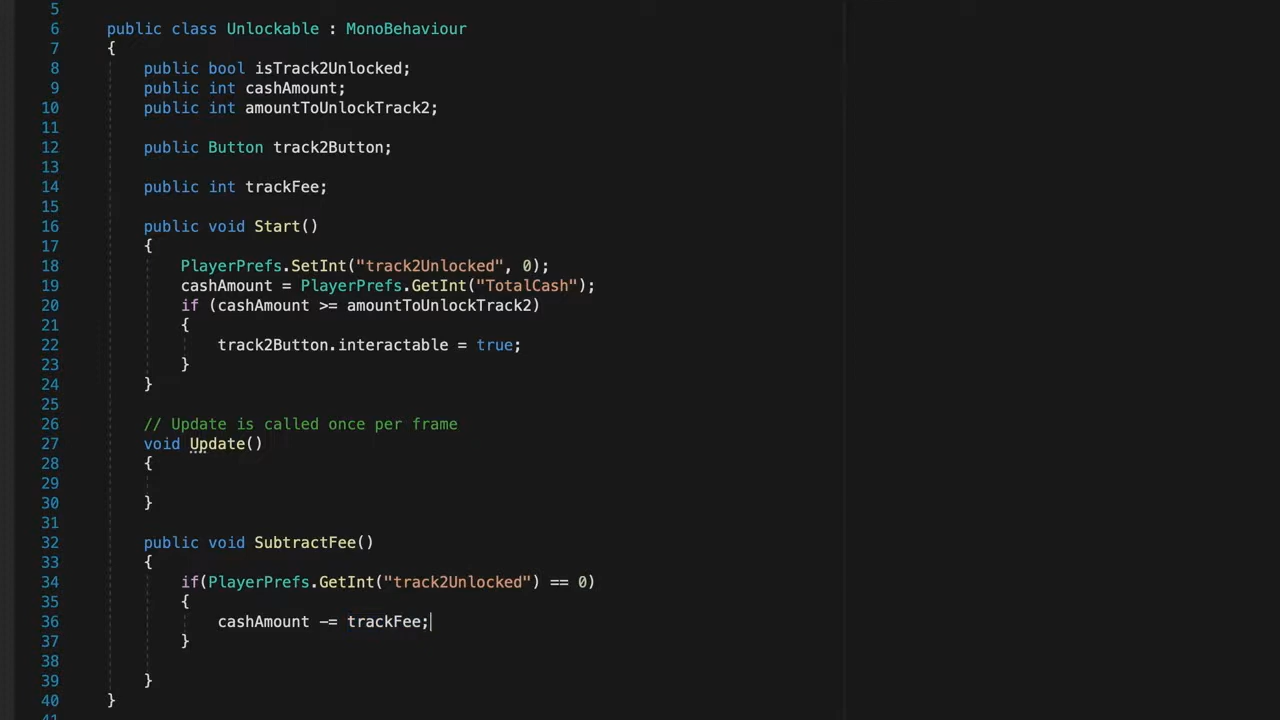 5
6 public class Unlockable : MonoBehaviour
7 {
8 public bool isTrack2Unlocked;
9 public int cashAmount;
10 public int amountToUnlockTrack2;
11
12 public Button track2Button;
13
14 public int trackFee;
15
16 public void Start()
17 {
18 PlayerPrefs.SetInt("track2Unlocked", 0);
19 cashAmount = PlayerPrefs.GetInt("TotalCash");
20 if (cashAmount >= amountToUnlockTrack2)
21 {
22 track2Button.interactable = true;
23 }
24 }
25
26 // Update is called once per frame
27 void Update()
28 {
29
30 }
31
32 public void SubtractFee()
33 {
34 if(PlayerPrefs.GetInt("track2Unlocked") == 0)
35 {
36 cashAmount -= trackFee;
37 }
38
39 }
40 }
41